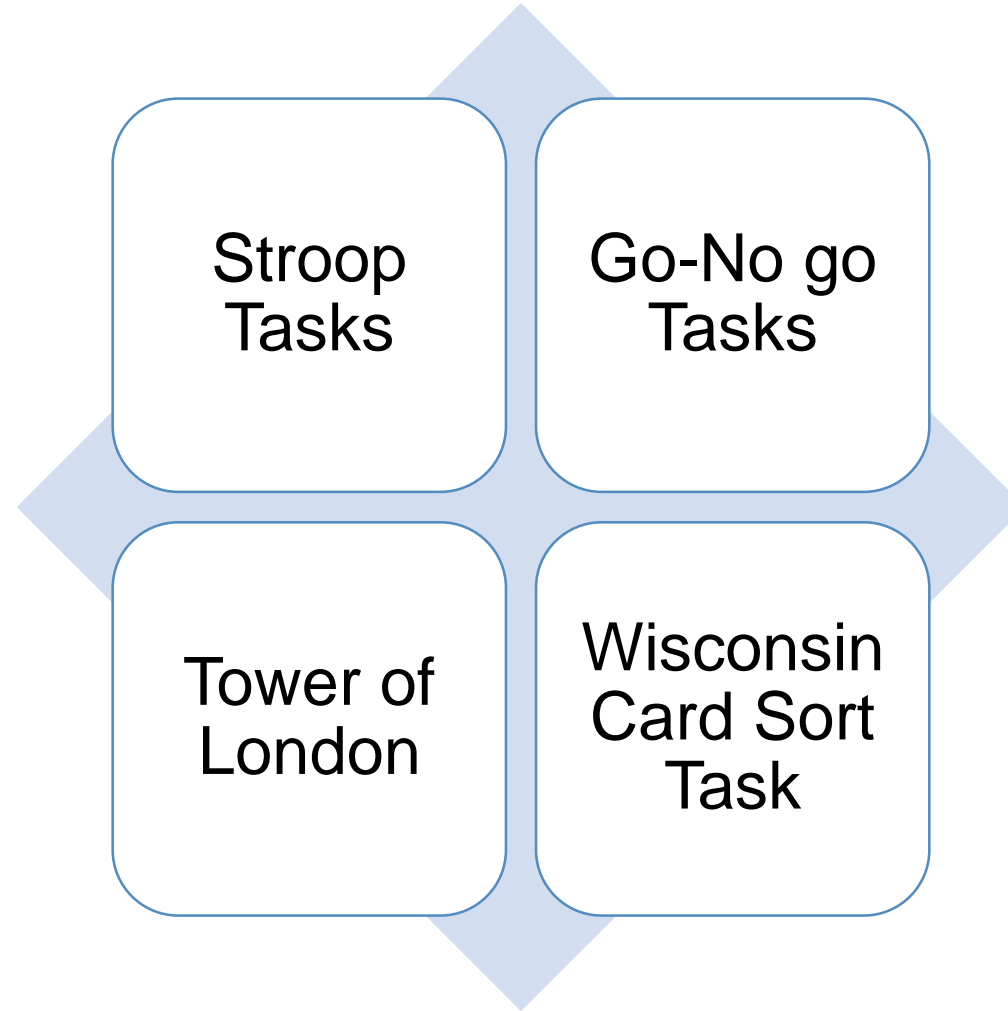 Stroop
Tasks
Go-No go
Tasks
Tower of
London
Wisconsin
Card Sort
Task